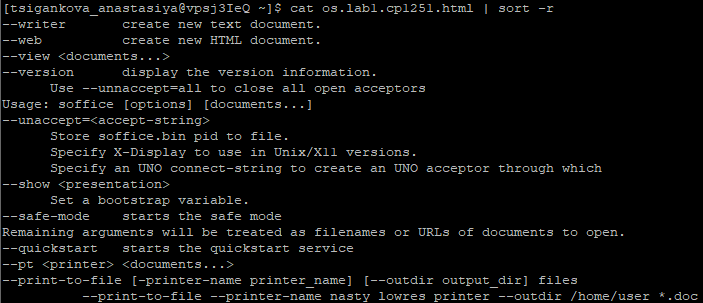 [tsigankova_anastasiya@vpsj3IeQ ~]$ cat os.lab1.cp1251.html | sort -r
--writer       create new text document.
--web          create new HTML document.
--view <documents...>
--version      display the version information.
      Use --unnaccept=all to close all open acceptors
Usage: soffice [options] [documents...]
--unaccept=<accept-string>
      Store soffice.bin pid to file.
      Specify X-Display to use in Unix/X11 versions.
      Specify an UNO connect-string to create an UNO acceptor through which
--show <presentation>
      Set a bootstrap variable.
--safe-mode    starts the safe mode
Remaining arguments will be treated as filenames or URLs of documents to open.
--quickstart   starts the quickstart service
--pt <printer> <documents...>
--print-to-file [-printer-name printer_name] [--outdir output_dir] files
          --print-to-file --printer-name nasty lowres printer --outdir /home/user *.doc